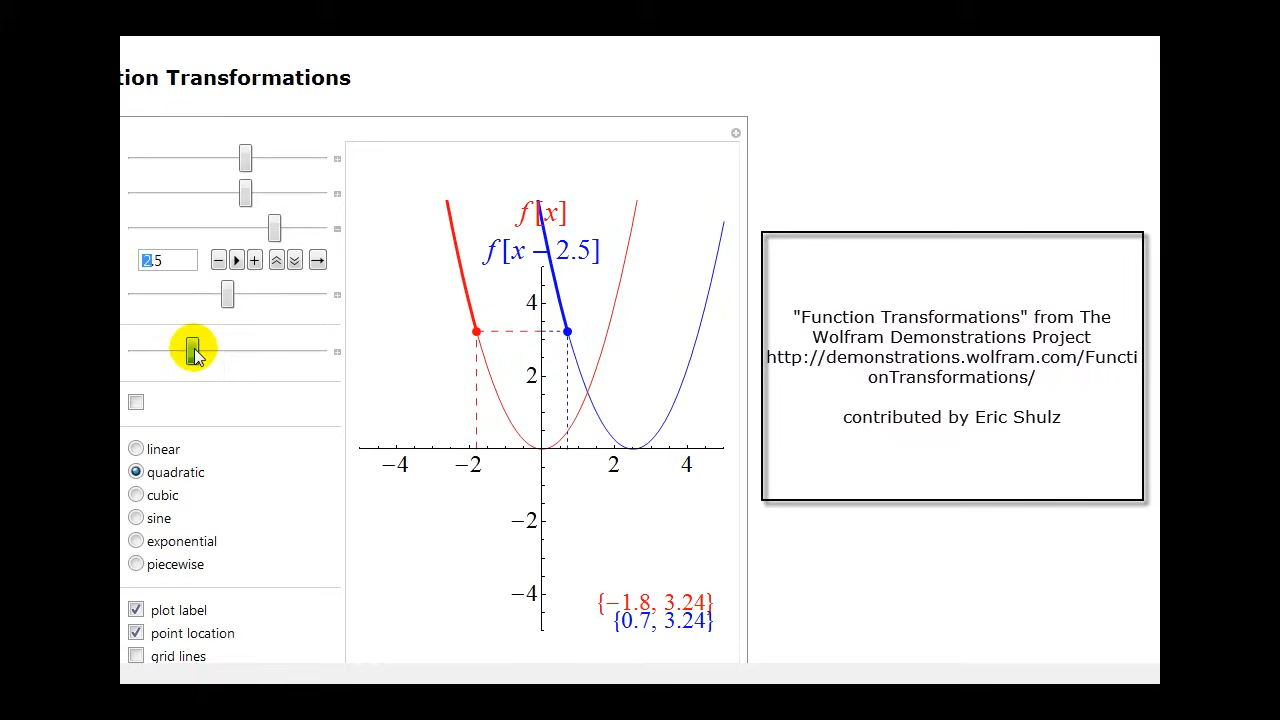 tion Transformations
2.5
f[x]
f[x − 2.5]
4
2
−4
−2
2
4
−2
−4
{−1.8, 3.24}
{0.7, 3.24}
linear
quadratic
cubic
sine
exponential
piecewise
plot label
point location
grid lines
"Function Transformations" from The
Wolfram Demonstrations Project
http://demonstrations.wolfram.com/Functi
onTransformations/
contributed by Eric Shulz